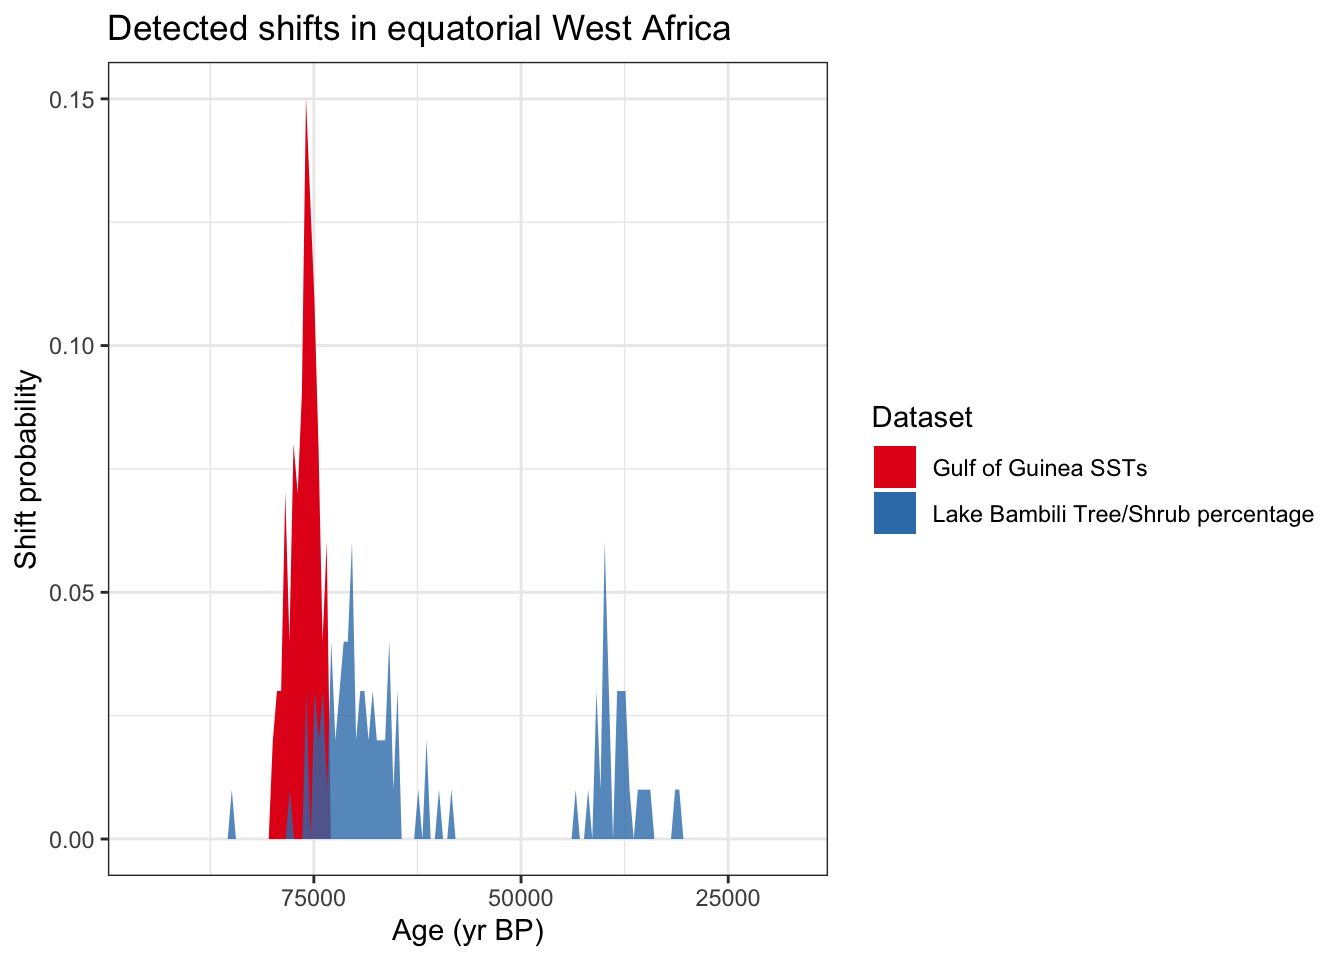 Detected shifts in equatorial West Africa
Shift probability
0.15
0.10
0.05
0.00
75000
50000
25000
Age (yr BP)
Dataset
Gulf of Guinea SSTs
Lake Bambili Tree/Shrub percentage